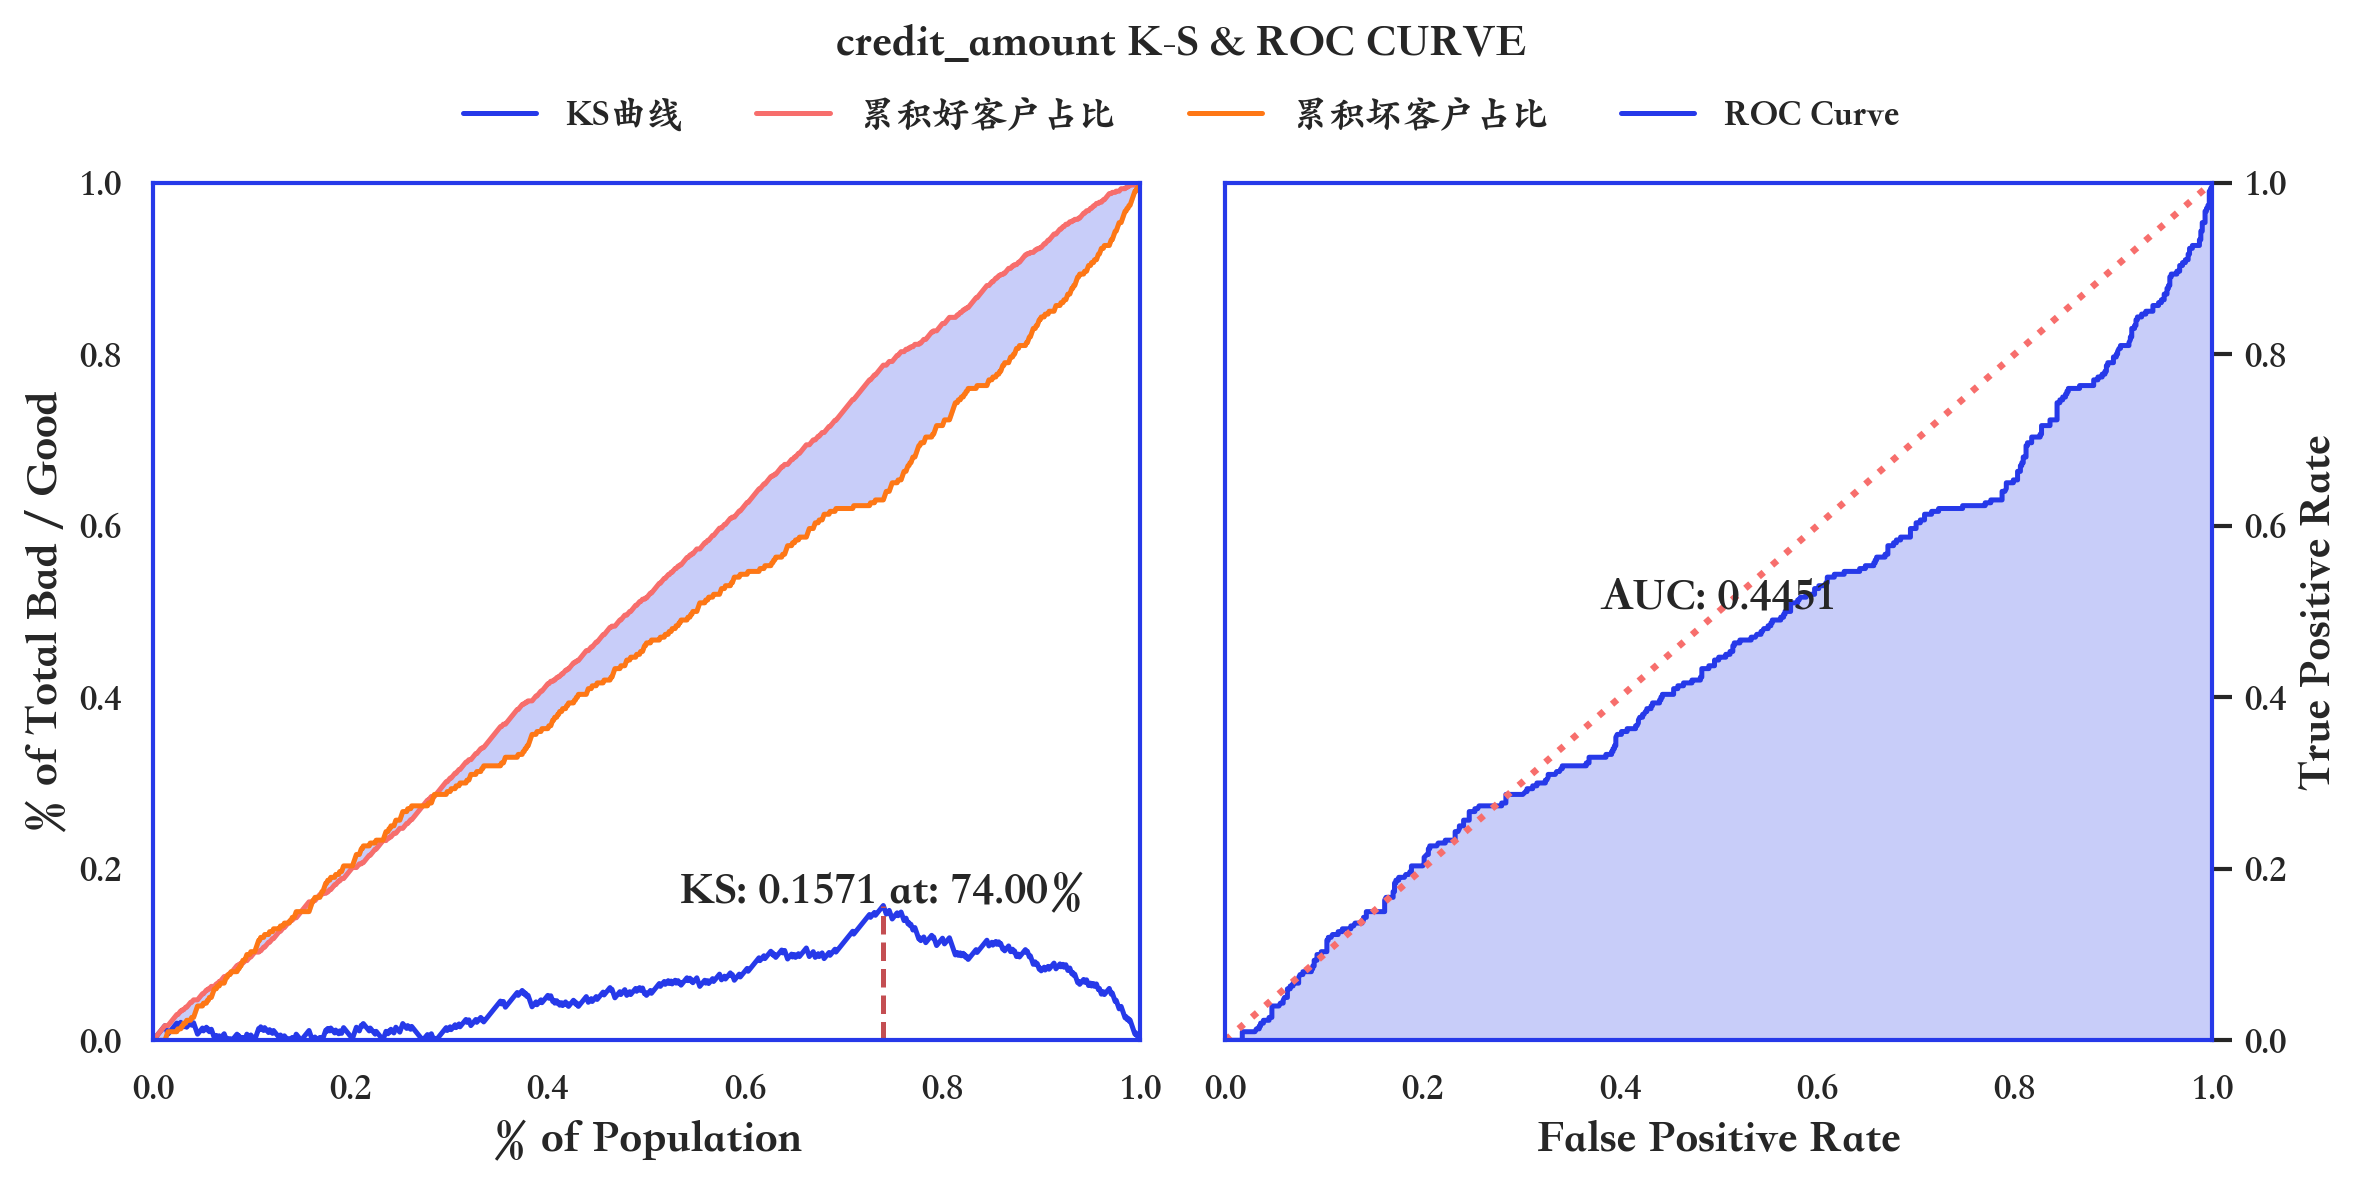 credit_amount K-S & ROC CURVE
KS曲线 累积好客户占比 累积坏客户占比 ROC Curve
% of Total Bad / Good
1.0
0.8
0.6
0.4
0.2
0.0
KS: 0.1571 at: 74.00%
0.0 0.2 0.4 0.6 0.8 1.0
% of Population
AUC: 0.4451
1.0
0.8
0.6
0.4
0.2
0.0
True Positive Rate
0.0 0.2 0.4 0.6 0.8 1.0
False Positive Rate